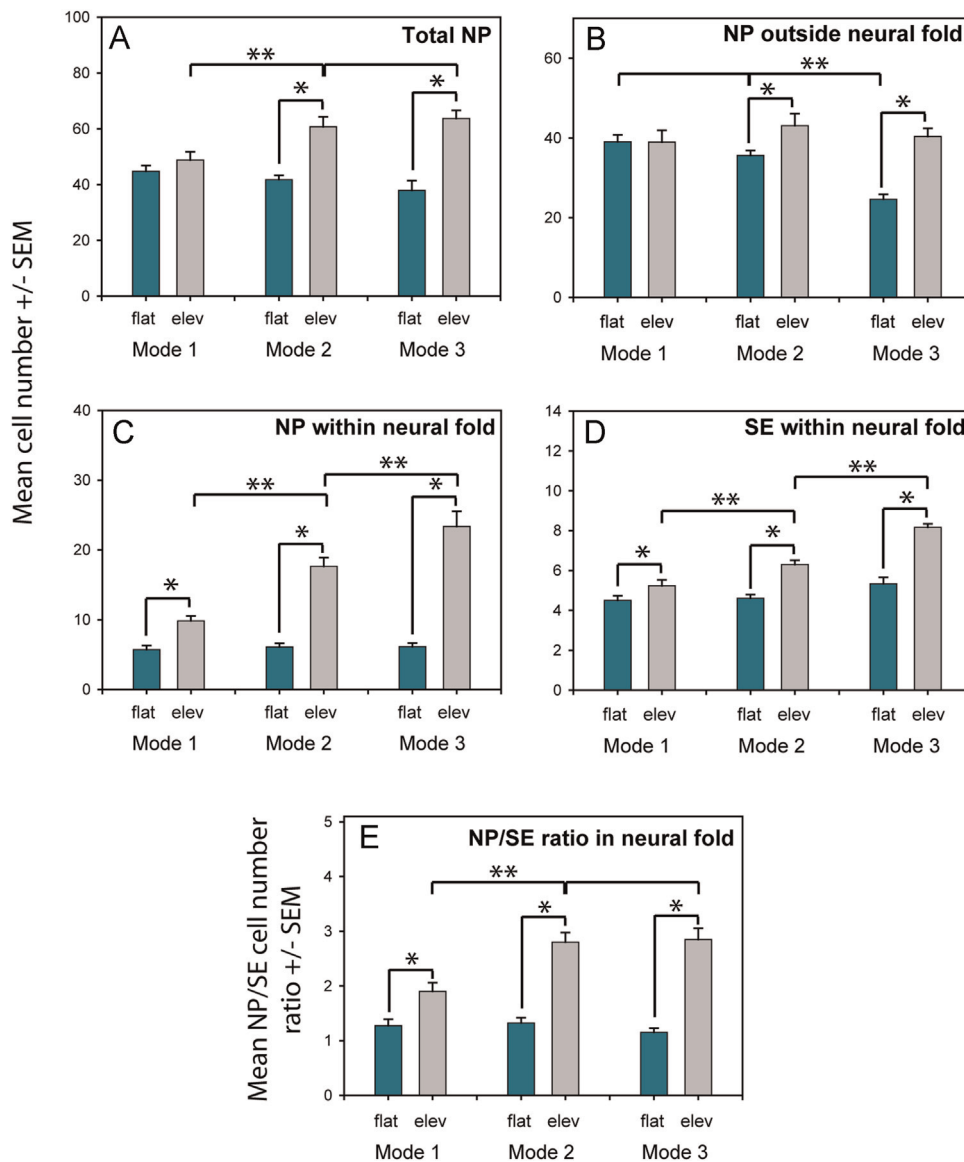 Mean cell number +/- SEM
A
Total NP
100
80
60
40
20
0
**
*
*
flat elev flat elev flat elev
Mode 1 Mode 2 Mode 3
B
NP outside neural fold
60
40
20
0
**
*
*
flat elev flat elev flat elev
Mode 1 Mode 2 Mode 3
C
NP within neural fold
40
30
20
10
0
**
**
*
*
*
flat elev flat elev flat elev
Mode 1 Mode 2 Mode 3
D
SE within neural fold
14
12
10
8
6
4
2
0
**
**
*
*
*
flat elev flat elev flat elev
Mode 1 Mode 2 Mode 3
Mean NP/SE cell number
ratio +/- SEM
E
NP/SE ratio in neural fold
5
4
3
2
1
0
**
*
*
*
flat elev flat elev flat elev
Mode 1 Mode 2 Mode 3